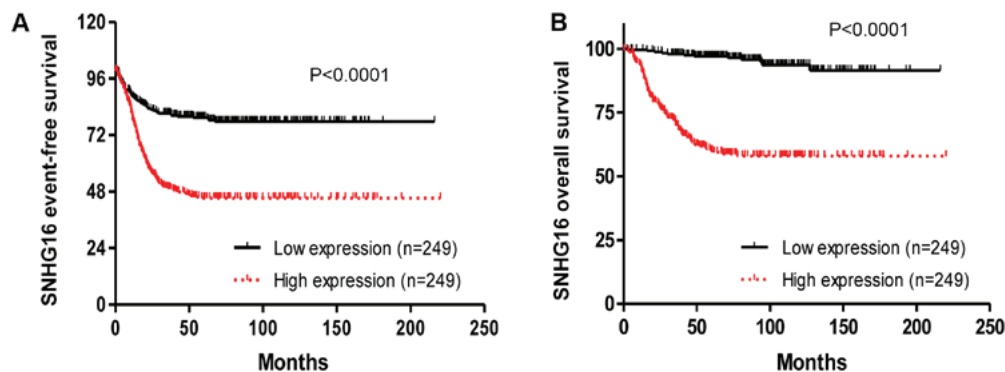 A
SNHG16 event-free survival
120
96
72
48
24
0
P<0.0001
Low expression (n=249)
High expression (n=249)
0 50 100 150 200 250
Months
B
SNHG16 overall survival
100
75
50
25
0
P<0.0001
Low expression (n=249)
High expression (n=249)
0 50 100 150 200 250
Months